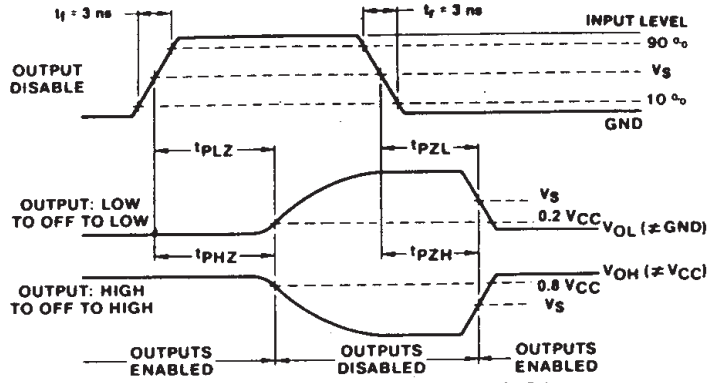 tf = 3 ns
tf = 3 ns
INPUT LEVEL
90 %
OUTPUT
DISABLE
VS
10 %
GND
tPLZ
tPZL
OUTPUT: LOW
TO OFF TO LOW
VS
0.2 VCC
VOL (≠ GND)
tPHZ
tPZH
VOH (≠ VCC)
OUTPUT: HIGH
TO OFF TO HIGH
0.8 VCC
VS
OUTPUTS
ENABLED
OUTPUTS
DISABLED
OUTPUTS
ENABLED